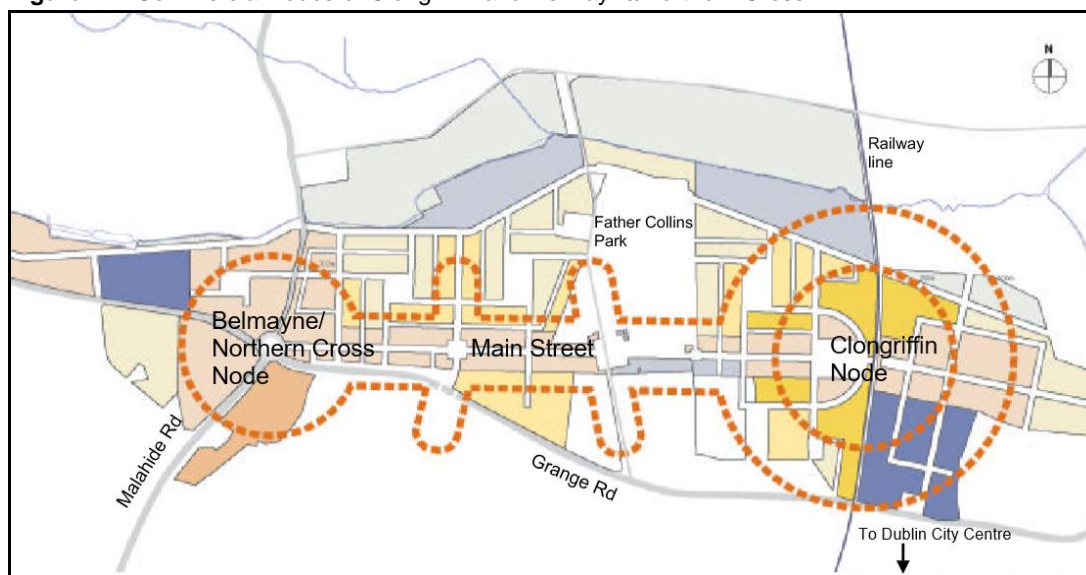 N
Railway
line
Father Collins
Park
Belmayne/
Northern Cross
Node
Main Street
Clongriffin
Node
Malahide Rd
Grange Rd
To Dublin City Centre